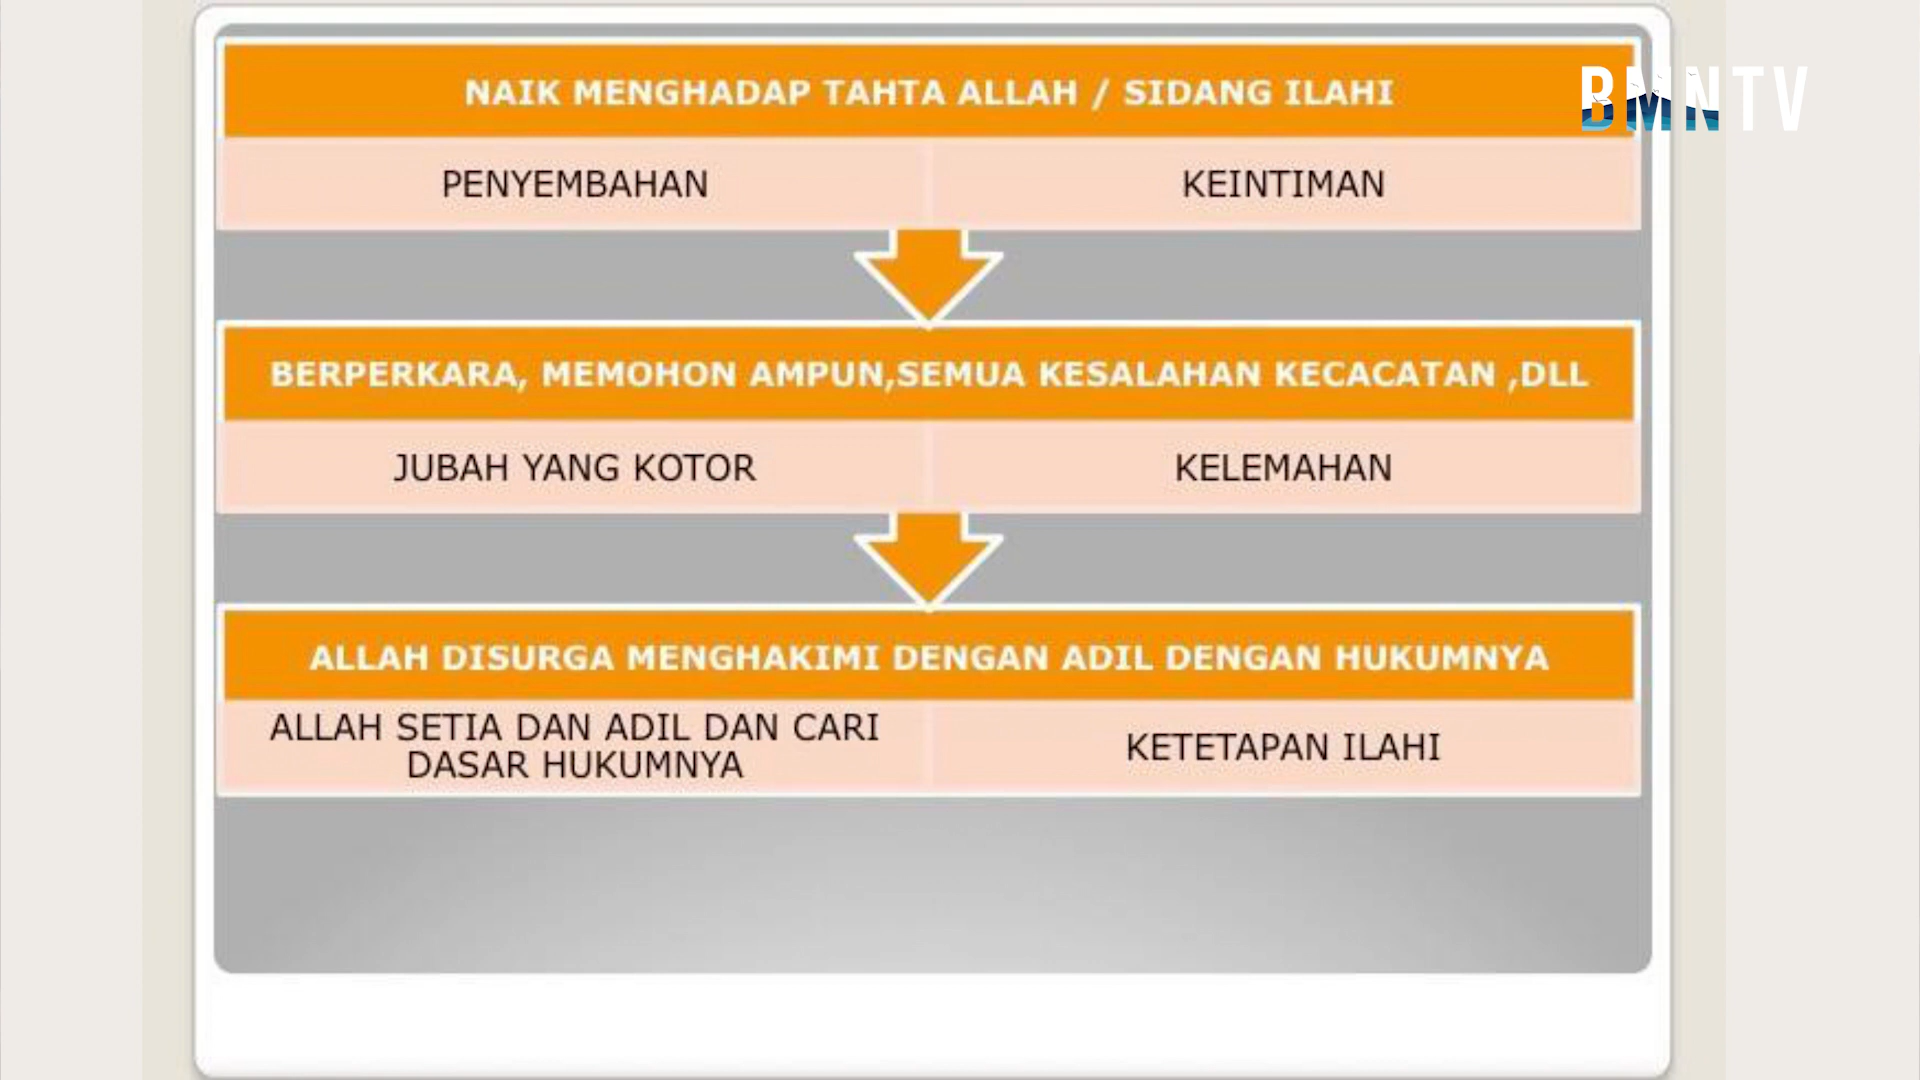 NAIK MENGHADAP TAHTA ALLAH / SIDANG ILAHI
BMNTV
PENYEMBAHAN
KEINTIMAN
BERPERKARA, MEMOHON AMPUN,SEMUA KESALAHAN KECACATAN ,DLL
JUBAH YANG KOTOR
KELEMAHAN
ALLAH DISURGA MENGHAKIMI DENGAN ADIL DENGAN HUKUMNYA
ALLAH SETIA DAN ADIL DAN CARI
DASAR HUKUMNYA
KETETAPAN ILAHI